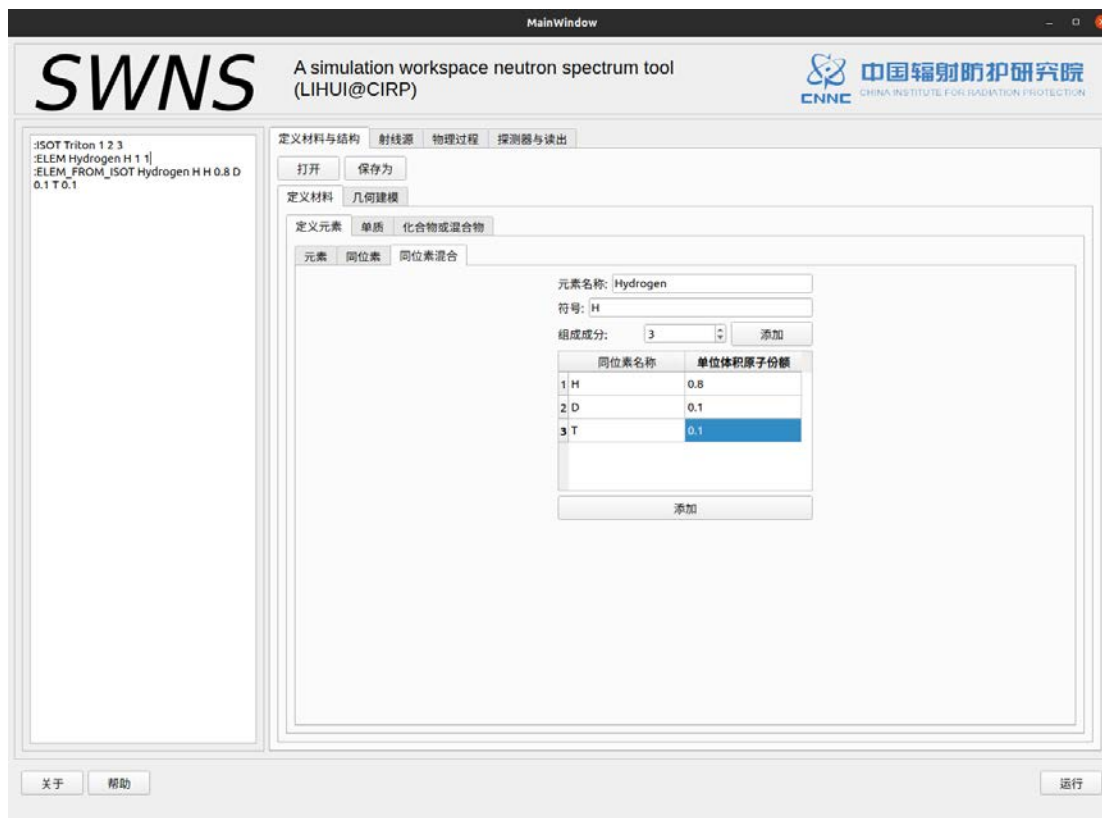 MainWindow
SWNS
A simulation workspace neutron spectrum tool
(LIHUI@CIRP)
CNNC
中国辐射防护研究院
CHINA INSTITUTE FOR RADIATION PROTECTION
:ISOT Triton 1 2 3
:ELEM Hydrogen H 1 1
:ELEM_FROM_ISOT Hydrogen H H 0.8 D
0.1 T 0.1
定义材料与结构 射线源 物理过程 探测器与读出
打开 保存为
定义材料 几何建模
定义元素 单质 化合物或混合物
元素 同位素 同位素混合
元素名称: Hydrogen
符号: H
组成成分: 3 添加
同位素名称 单位体积原子份额
1 H 0.8
2 D 0.1
3 T 0.1
添加
关于 帮助 运行